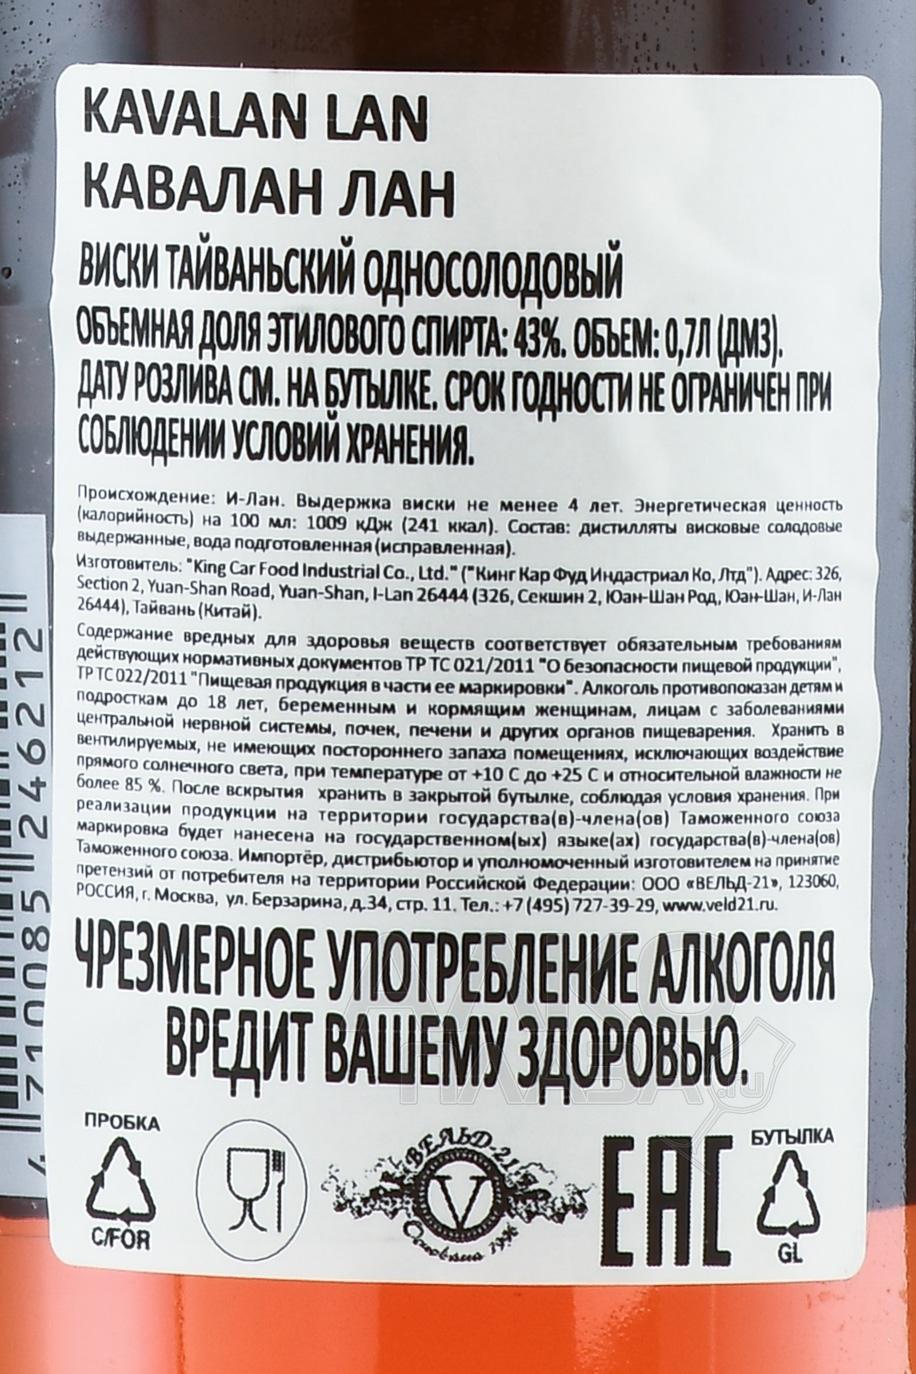 KAVALAN LAN
КАВАЛАН ЛАН
ВИСКИ ТАЙВАНЬСКИЙ ОДНОСОЛОДОВЫЙ
ОБЪЕМНАЯ ДОЛЯ ЭТИЛОВОГО СПИРТА: 43%. ОБЪЕМ: 0,7Л (ДМ3).
ДАТУ РОЗЛИВА СМ. НА БУТЫЛКЕ. СРОК ГОДНОСТИ НЕ ОГРАНИЧЕН ПРИ
СОБЛЮДЕНИИ УСЛОВИЙ ХРАНЕНИЯ.
Происхождение: И-Лан. Выдержка виски не менее 4 лет. Энергетическая ценность
(калорийность) на 100 мл: 1009 кДж (241 ккал). Состав: дистилляты висковые солодовые
выдержанные, вода подготовленная (исправленная).
Изготовитель: "King Car Food Industrial Co., Ltd." ("Кинг Кар Фуд Индастриал Ко, Лтд"). Адрес: 326,
Section 2, Yuan-Shan Road, Yuan-Shan, I-Lan 26444 (326, Секшин 2, Юан-Шан Род, Юан-Шан, И-Лан
26444), Тайвань (Китай).
Содержание вредных для здоровья веществ соответствует обязательным требованиям
действующих нормативных документов ТР ТС 021/2011 "О безопасности пищевой продукции",
ТР ТС 022/2011 "Пищевая продукция в части ее маркировки". Алкоголь противопоказан детям и
подросткам до 18 лет, беременным и кормящим женщинам, лицам с заболеваниями
центральной нервной системы, почек, печени и других органов пищеварения. Хранить в
вентилируемых, не имеющих постороннего запаха помещениях, исключающих воздействие
прямого солнечного света, при температуре от +10 С до +25 С и относительной влажности не
более 85 %. После вскрытия хранить в закрытой бутылке, соблюдая условия хранения. При
реализации продукции на территории государства(в)-члена(ов) Таможенного союза
маркировка будет нанесена на государственном(ых) языке(ах) государства(в)-члена(ов)
Таможенного союза. Импортёр, дистрибьютор и уполномоченный изготовителем на принятие
претензий от потребителя на территории Российской Федерации: ООО «ВЕЛЬД-21», 123060,
РОССИЯ, г. Москва, ул. Берзарина, д.34, стр. 11. Тел.: +7 (495) 727-39-29, www.veld21.ru.
ЧРЕЗМЕРНОЕ УПОТРЕБЛЕНИЕ АЛКОГОЛЯ
ВРЕДИТ ВАШЕМУ ЗДОРОВЬЮ.
ПРОБКА
C/FOR
ВЕЛЬД-21
V
Основана 1996
EAC
БУТЫЛКА
GL
4 710085 246212
АЛКОПЛАЗА.ru